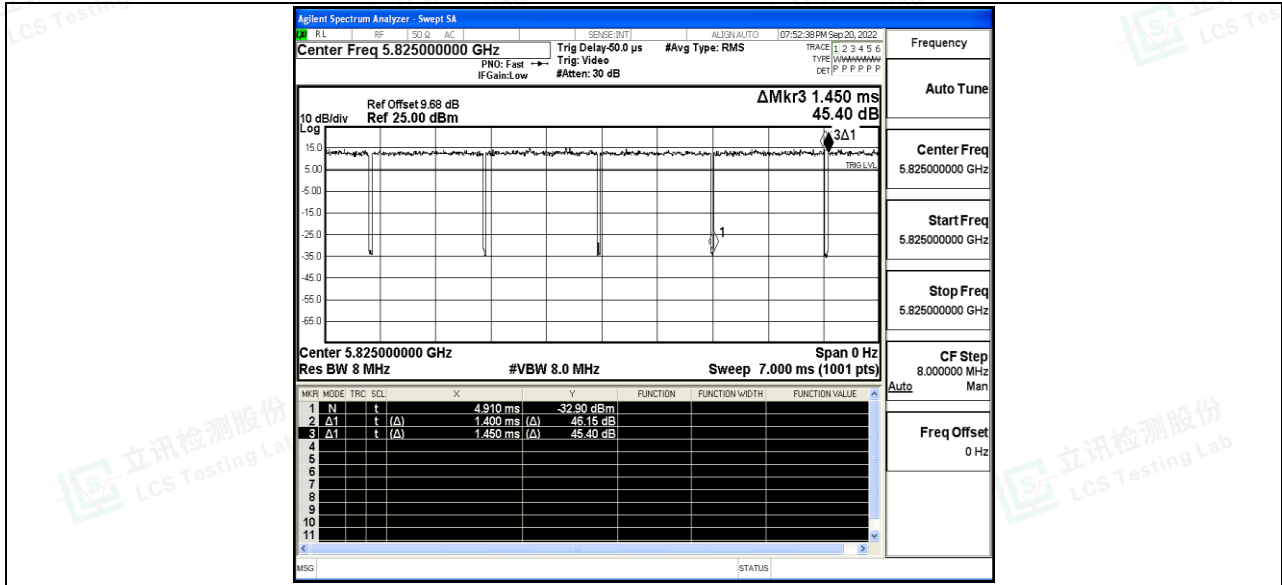 Agilent Spectrum Analyzer - Swept SA
RL RF 50 Ω AC SENSE:INT ALIGN AUTO 07:52:38 PM Sep 20, 2022
Center Freq 5.825000000 GHz
Trig Delay-50.0 µs #Avg Type: RMS TRACE 1 2 3 4 5 6
PNO: Fast Trig: Video TYPE WWWWWW
IFGain:Low #Atten: 30 dB DET P P P P P P
Frequency
Auto Tune
Center Freq
5.825000000 GHz
Start Freq
5.825000000 GHz
Stop Freq
5.825000000 GHz
CF Step
8.000000 MHz
Auto Man
Freq Offset
0 Hz
ΔMkr3 1.450 ms
45.40 dB
Ref Offset 9.68 dB
10 dB/div Ref 25.00 dBm
Log
3Δ1
15.0
TRIG LVL
5.00
-5.00
-15.0
-25.0
1
-35.0
-45.0
-55.0
-65.0
Center 5.825000000 GHz Span 0 Hz
Res BW 8 MHz #VBW 8.0 MHz Sweep 7.000 ms (1001 pts)
MKR MODE TRC SCL X Y FUNCTION FUNCTION WIDTH FUNCTION VALUE
1 N t 4.910 ms -32.90 dBm
2 Δ1 t (Δ) 1.400 ms (Δ) 46.15 dB
3 Δ1 t (Δ) 1.450 ms (Δ) 45.40 dB
4
5
6
7
8
9
10
11
MSG STATUS
立讯检测股份
LCS Testing Lab
立讯检测股份
LCS Testing Lab